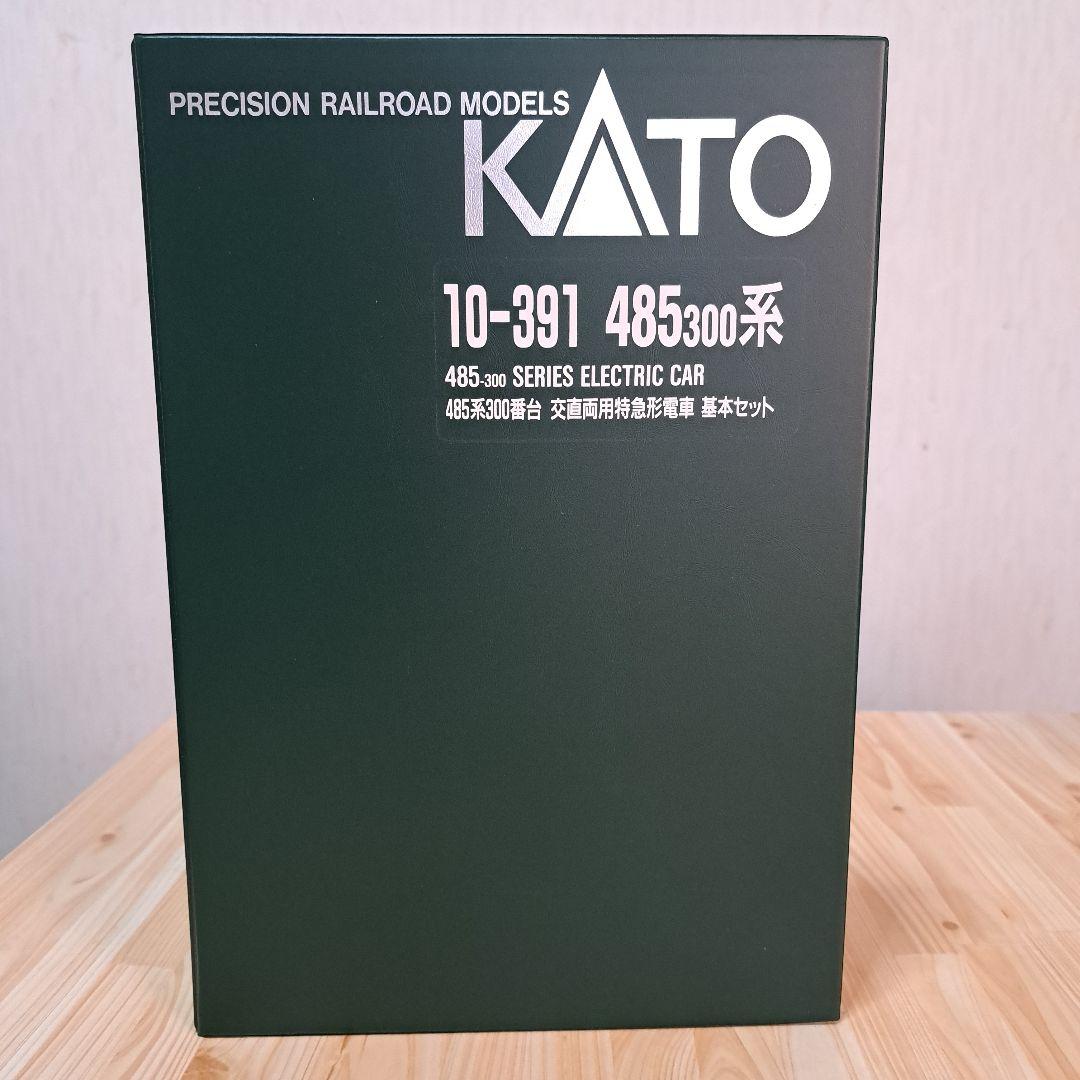 PRECISION RAILROAD MODELS
KATO
10-391 485300系
485-300 SERIES ELECTRIC CAR
485系300番台 交直両用特急形電車 基本セット